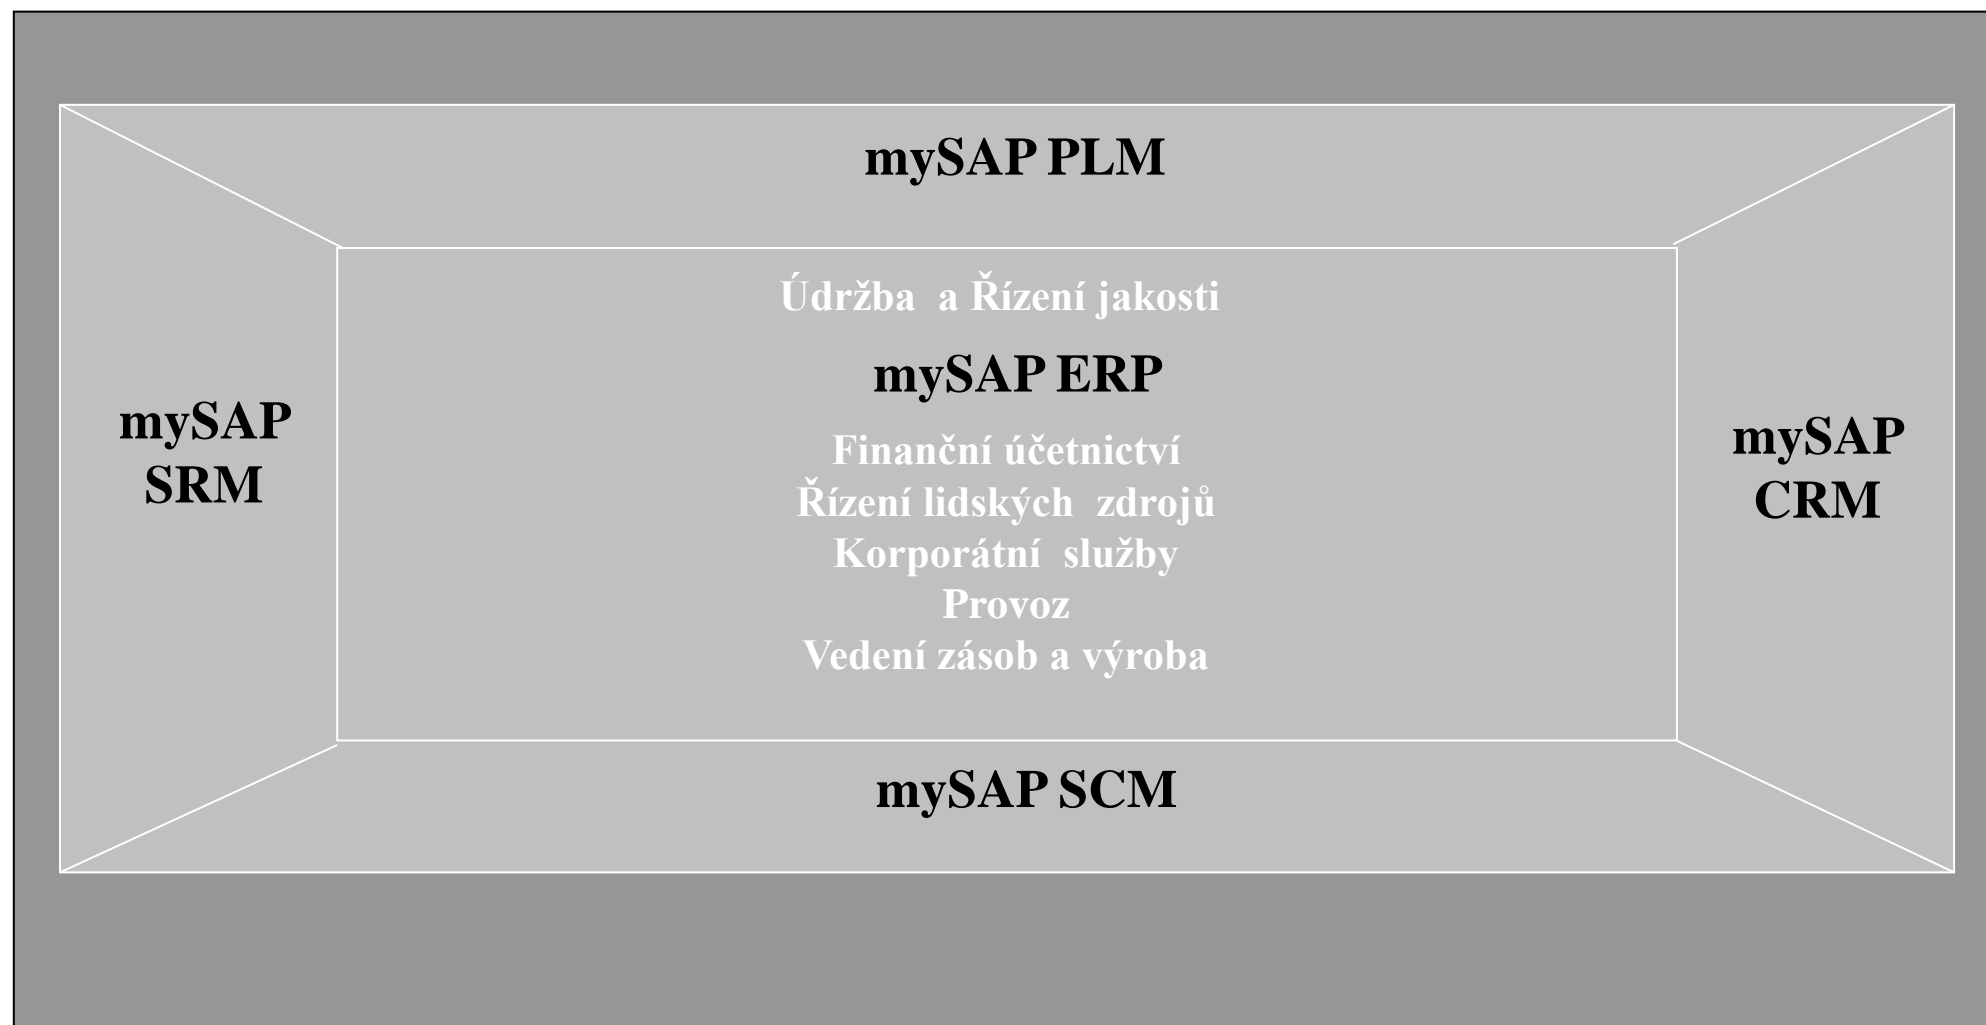 mySAP PLM
Údržba a Řízení jakosti
mySAP ERP
mySAP
SRM
Finanční účetnictví
Řízení lidských zdrojů
Korporátní služby
Provoz
Vedení zásob a výroba
mySAP
CRM
mySAP SCM